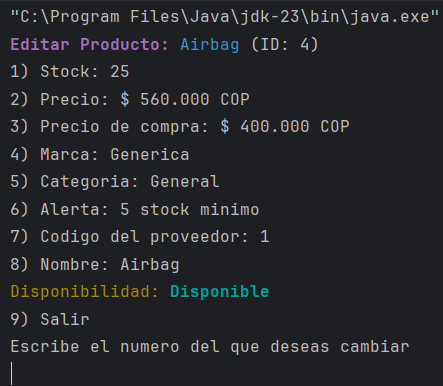 "C:\Program Files\Java\jdk-23\bin\java.exe"
Editar Producto: Airbag (ID: 4)
1) Stock: 25
2) Precio: $ 560.000 COP
3) Precio de compra: $ 400.000 COP
4) Marca: Generica
5) Categoria: General
6) Alerta: 5 stock minimo
7) Codigo del proveedor: 1
8) Nombre: Airbag
Disponibilidad: Disponible
9) Salir
Escribe el numero del que deseas cambiar